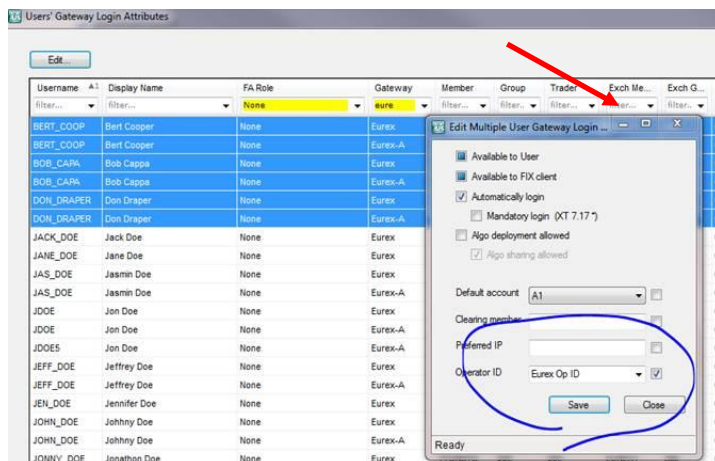 Users' Gateway Login Attributes
Edit...
Username Display Name FA Role Gateway Member Group Trader Exch Me... Exch G...
filter... filter... None eure filter... filter... filter... filter... filter...
BERT_COOP Bert Cooper None Eurex
BERT_COOP Bert Cooper None Eurex-A
BOB_CAPA Bob Cappa None Eurex
BOB_CAPA Bob Cappa None Eurex-A
DON_DRAPER Don Draper None Eurex
DON_DRAPER Don Draper None Eurex-A
JACK_DOE Jack Doe None Eurex
JANE_DOE Jane Doe None Eurex
JAS_DOE Jasmin Doe None Eurex
JAS_DOE Jasmin Doe None Eurex-A
JDOE Jon Doe None Eurex
JDOE Jon Doe None Eurex-A
JDOE5 Jon Doe None Eurex-A
JEFF_DOE Jeffrey Doe None Eurex
JEFF_DOE Jeffrey Doe None Eurex-A
JEN_DOE Jennifer Doe None Eurex
JOHN_DOE Johhny Doe None Eurex
JOHN_DOE Johhny Doe None Eurex-A
JONNY_DOE Jonathon Doe None Eurex
Edit Multiple User Gateway Login ...
Available to User
Available to FIX client
Automatically login
Mandatory login (XT 7.17*)
Algo deployment allowed
Algo sharing allowed
Default account A1
Clearing member
Preferred IP
Operator ID Eurex Op ID
Save Close
Ready